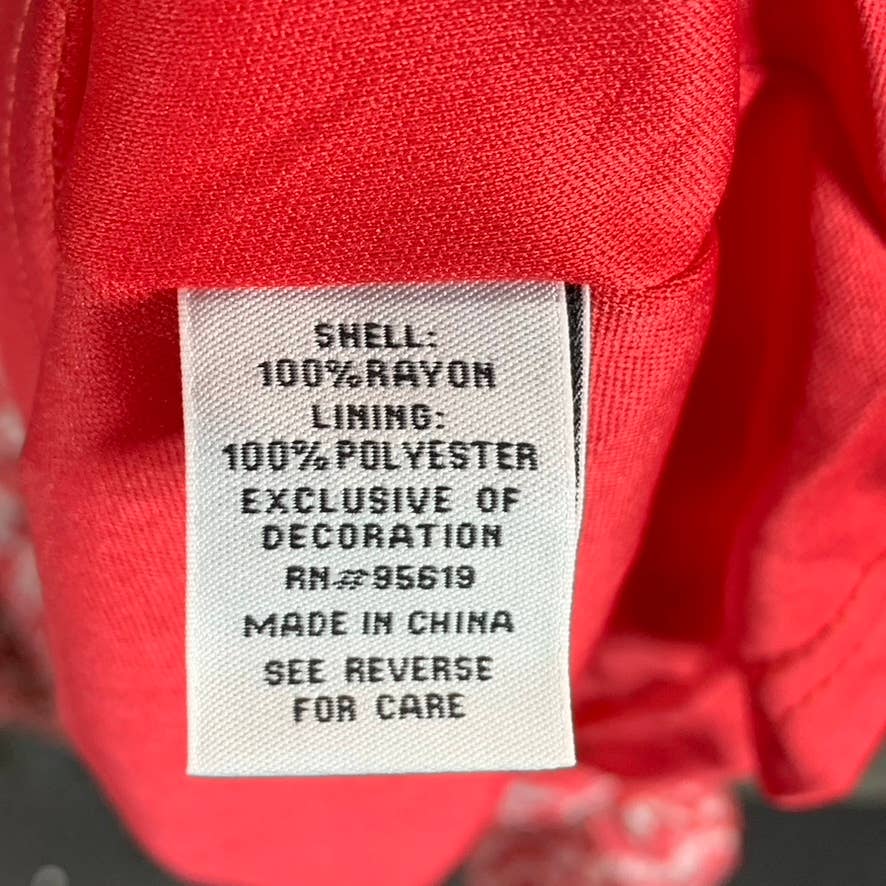 SHELL:
100%RAYON
LINING:
100%POLYESTER
EXCLUSIVE OF
DECORATION
RN#95619
MADE IN CHINA
SEE REVERSE
FOR CARE